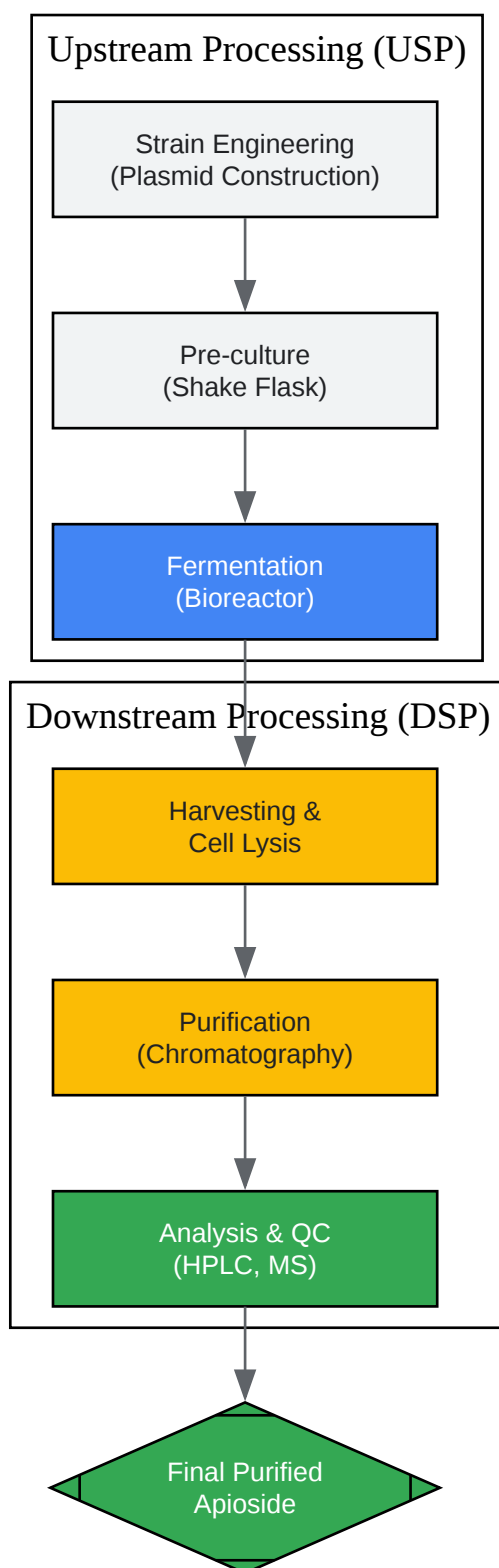 Upstream Processing (USP)
Strain Engineering
(Plasmid Construction)
Pre-culture
(Shake Flask)
Fermentation
(Bioreactor)
Downstream Processing (DSP)
Harvesting &
Cell Lysis
Purification
(Chromatography)
Analysis & QC
(HPLC, MS)
Final Purified
Apioside